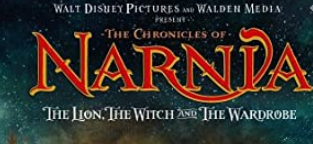 WALT DISNEY PICTURES AND WALDEN MEDIA
PRESENT
THE CHRONICLES OF
NARNIA
THE LION, THE WITCH AND THE WARDROBE